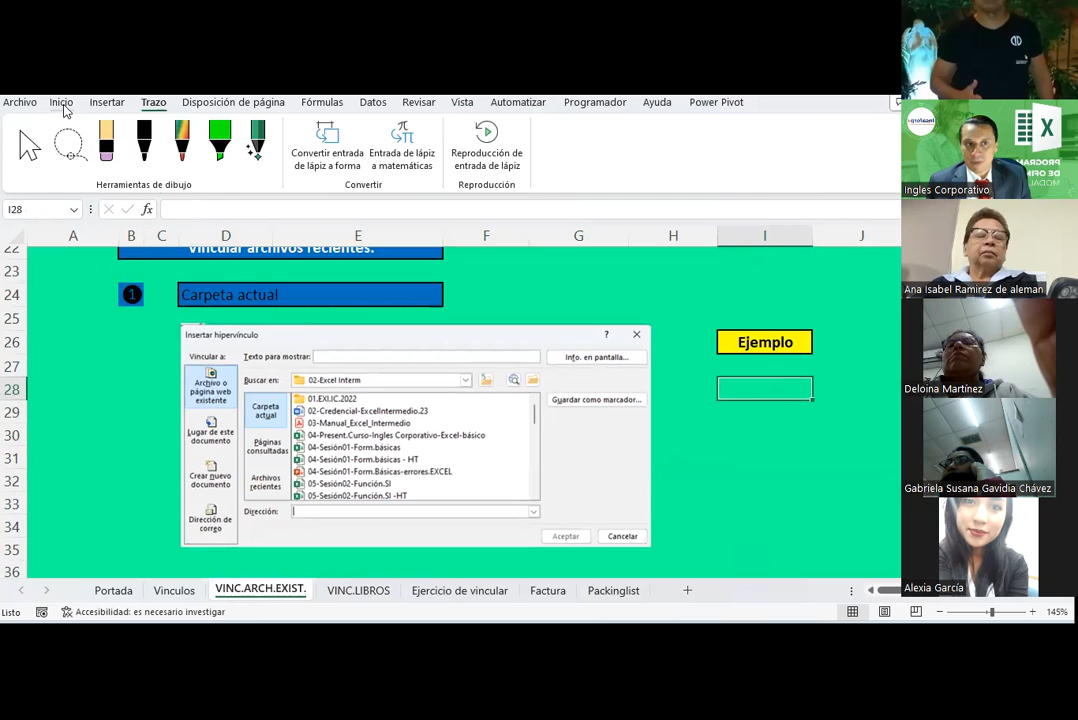 Archivo Inicio Insertar Trazo Disposición de página Fórmulas Datos Revisar Vista Automatizar Programador Ayuda Power Pivot
Convertir entrada de lápiz a forma
Entrada de lápiz a matemáticas
Reproducción de entrada de lápiz
Herramientas de dibujo
Convertir
Reproducción
I28
fx
A B C D E F G H I J
22 Vincular archivos recientes.
23
24 1 Carpeta actual
25
26 Ejemplo
27
28
29
30
31
32
33
34
35
36
Insertar hipervínculo ?
Vincular a:
Texto para mostrar:
Info. en pantalla...
Archivo o página web existente
Buscar en: 02-Excel Interm
Guardar como marcador...
Carpeta actual
01.EXI.IC.2022
02-Credencial-ExcelIntermedio.23
03-Manual_Excel_Intermedio
04-Present.Curso-Ingles Corporativo-Excel-básico
04-Sesión01-Form.básicas
04-Sesión01-Form.básicas - HT
04-Sesión01-Form.Básicas-errores.EXCEL
05-Sesión02-Función.SI
05-Sesión02-Función.SI -HT
Lugar de este documento
Páginas consultadas
Crear nuevo documento
Archivos recientes
Dirección de correo
Dirección:
Aceptar Cancelar
Portada Vinculos VINC.ARCH.EXIST. VINC.LIBROS Ejercicio de vincular Factura Packinglist
Listo Accesibilidad: es necesario investigar 145%
Ingles Corporativo
Ana Isabel Ramirez de aleman
Deloina Martínez
Gabriela Susana Gavidia Chávez
Alexia García